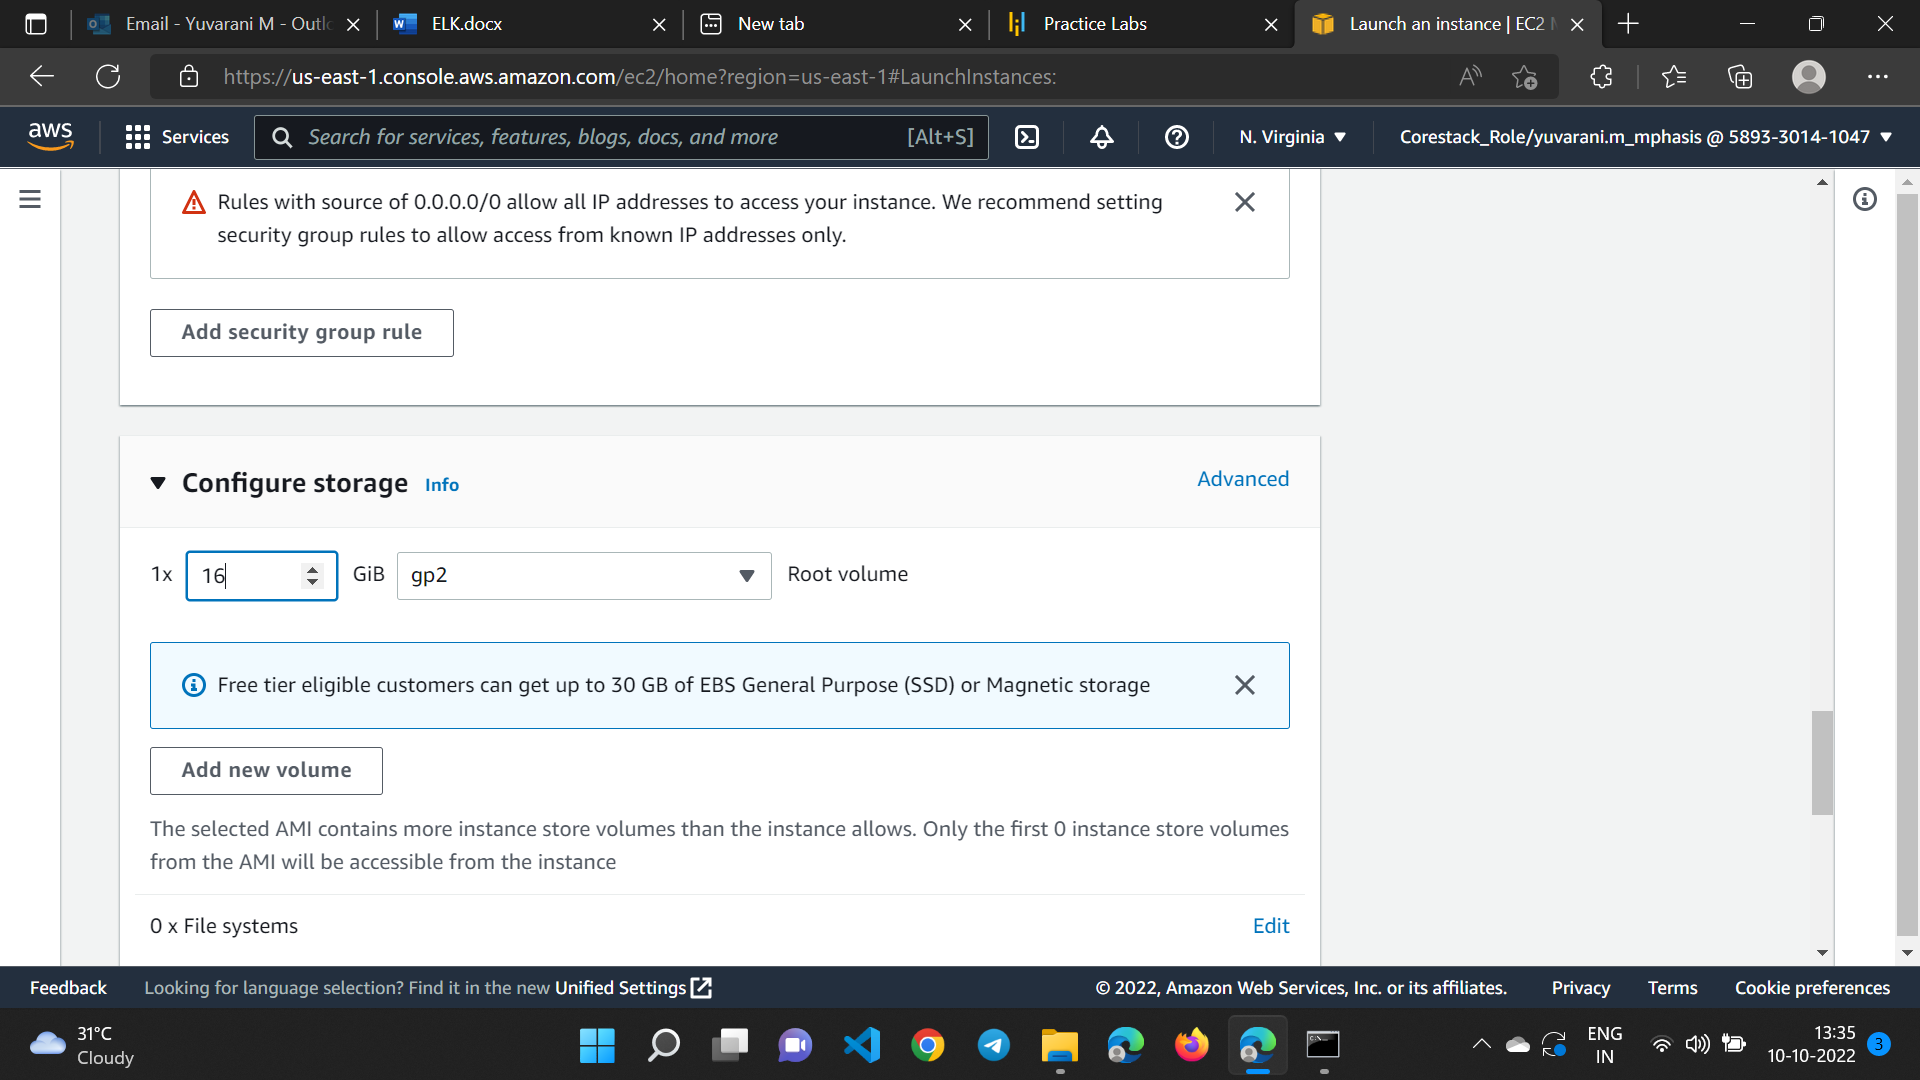 Email - Yuvarani M - Outlo
ELK.docx
New tab
Practice Labs
Launch an instance | EC2 M
https://us-east-1.console.aws.amazon.com/ec2/home?region=us-east-1#LaunchInstances:
aws
Services
Search for services, features, blogs, docs, and more
[Alt+S]
N. Virginia
Corestack_Role/yuvarani.m_mphasis @ 5893-3014-1047
Rules with source of 0.0.0.0/0 allow all IP addresses to access your instance. We recommend setting
security group rules to allow access from known IP addresses only.
Add security group rule
Configure storage Info
Advanced
1x 16 GiB gp2 Root volume
Free tier eligible customers can get up to 30 GB of EBS General Purpose (SSD) or Magnetic storage
Add new volume
The selected AMI contains more instance store volumes than the instance allows. Only the first 0 instance store volumes
from the AMI will be accessible from the instance
0 x File systems
Edit
Feedback
Looking for language selection? Find it in the new Unified Settings
© 2022, Amazon Web Services, Inc. or its affiliates.
Privacy
Terms
Cookie preferences
31°C
Cloudy
ENG
IN
13:35
10-10-2022
3